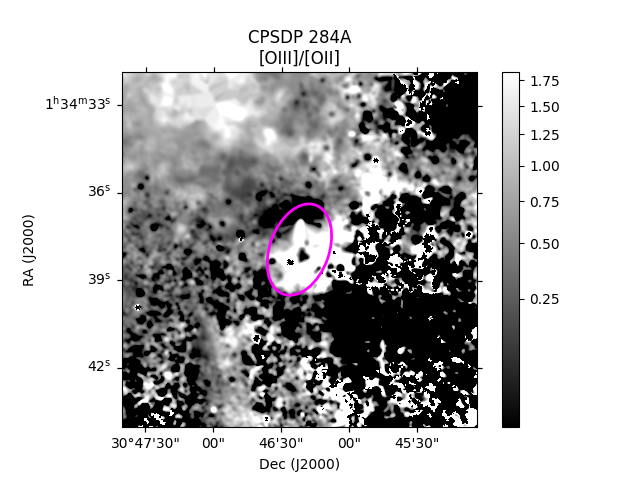 CPSDP 284A
[OIII]/[OII]
1ʰ34ᵐ33ˢ
36ˢ
39ˢ
42ˢ
RA (J2000)
30°47'30" 00" 46'30" 00" 45'30"
Dec (J2000)
1.75
1.50
1.25
1.00
0.75
0.50
0.25